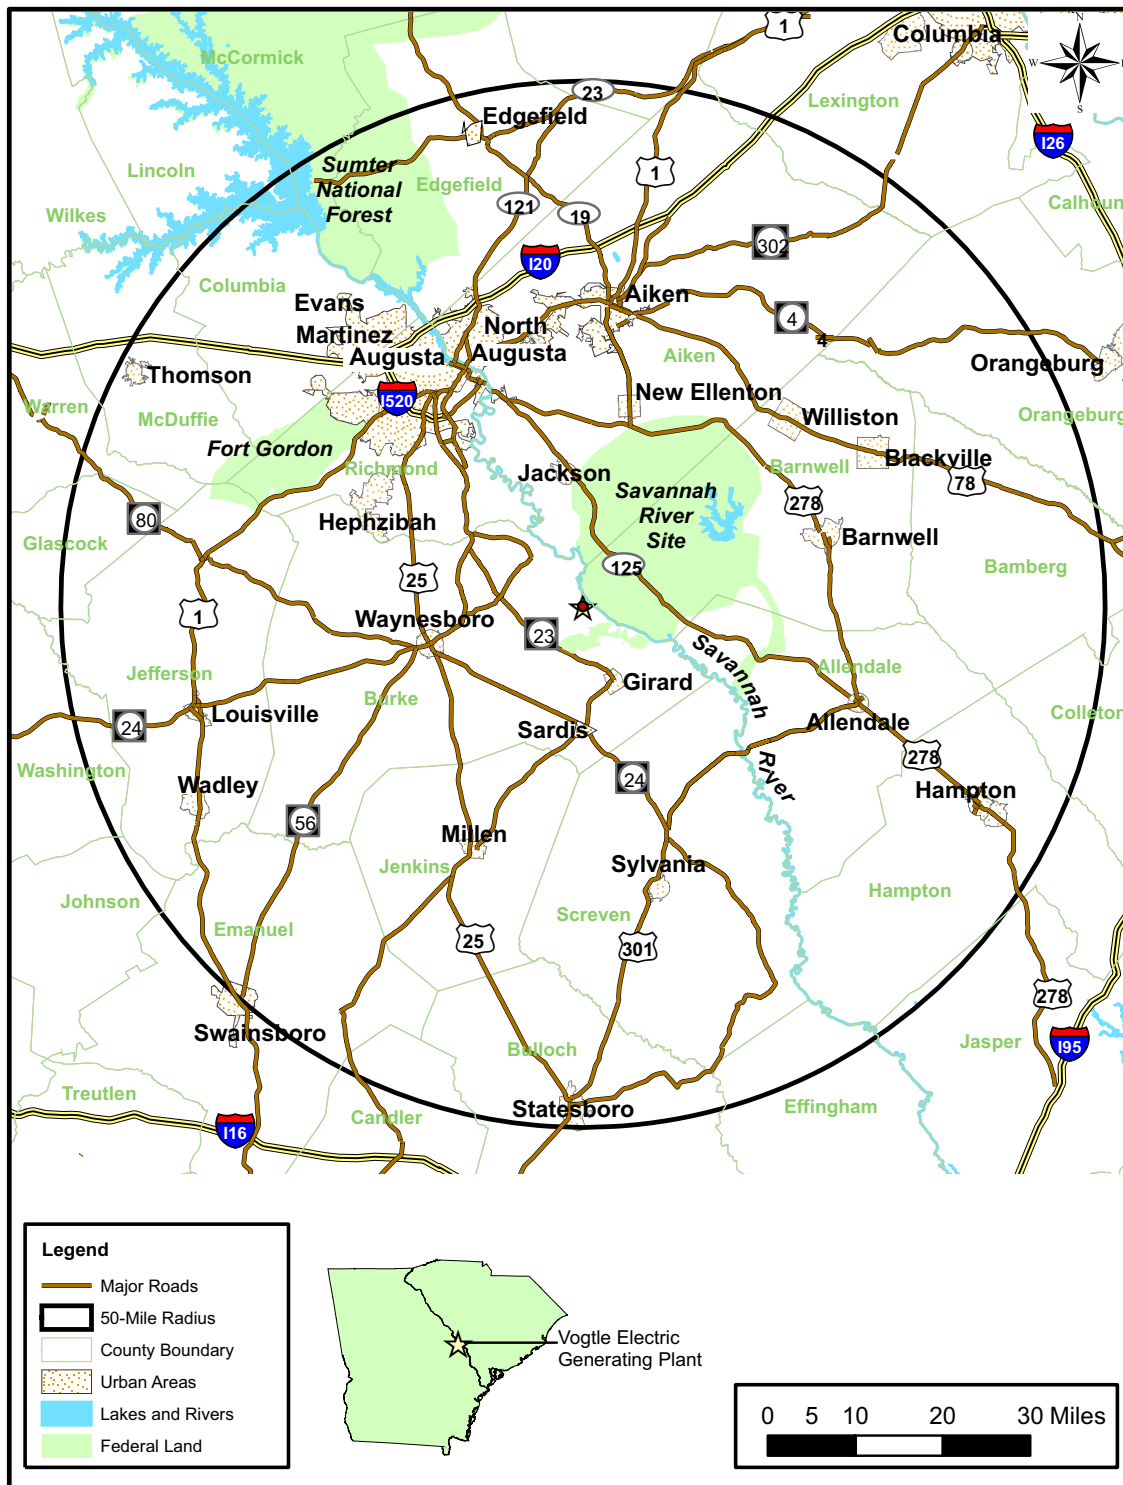 1
Columbia
N
W
S
McCormick
23
Lexington
Edgefield
I26
Sumter
National
Forest
Lincoln
Edgefield
1
Wilkes
121
19
Calhoun
302
I20
Columbia
Evans
Aiken
Martinez
North
4
4
Augusta
Augusta
Aiken
Orangeburg
Thomson
I520
New Ellenton
Warren
McDuffie
Williston
Orangeburg
Fort Gordon
Richmond
Jackson
Barnwell
Blackville
78
Savannah
River
Site
278
80
Hephzibah
Barnwell
Glascock
125
Bamberg
25
1
Waynesboro
23
Savannah
River
Jefferson
Girard
Allendale
Burke
Louisville
Sardis
Allendale
Colleton
24
278
Washington
24
Wadley
Hampton
56
Millen
Jenkins
Sylvania
Johnson
Screven
Hampton
Emanuel
25
301
278
Swainsboro
Bulloch
Jasper
I95
Treutlen
Statesboro
Effingham
Candler
I16
Legend
Major Roads
50-Mile Radius
County Boundary
Urban Areas
Lakes and Rivers
Federal Land
Vogtle Electric
Generating Plant
0 5 10 20 30 Miles